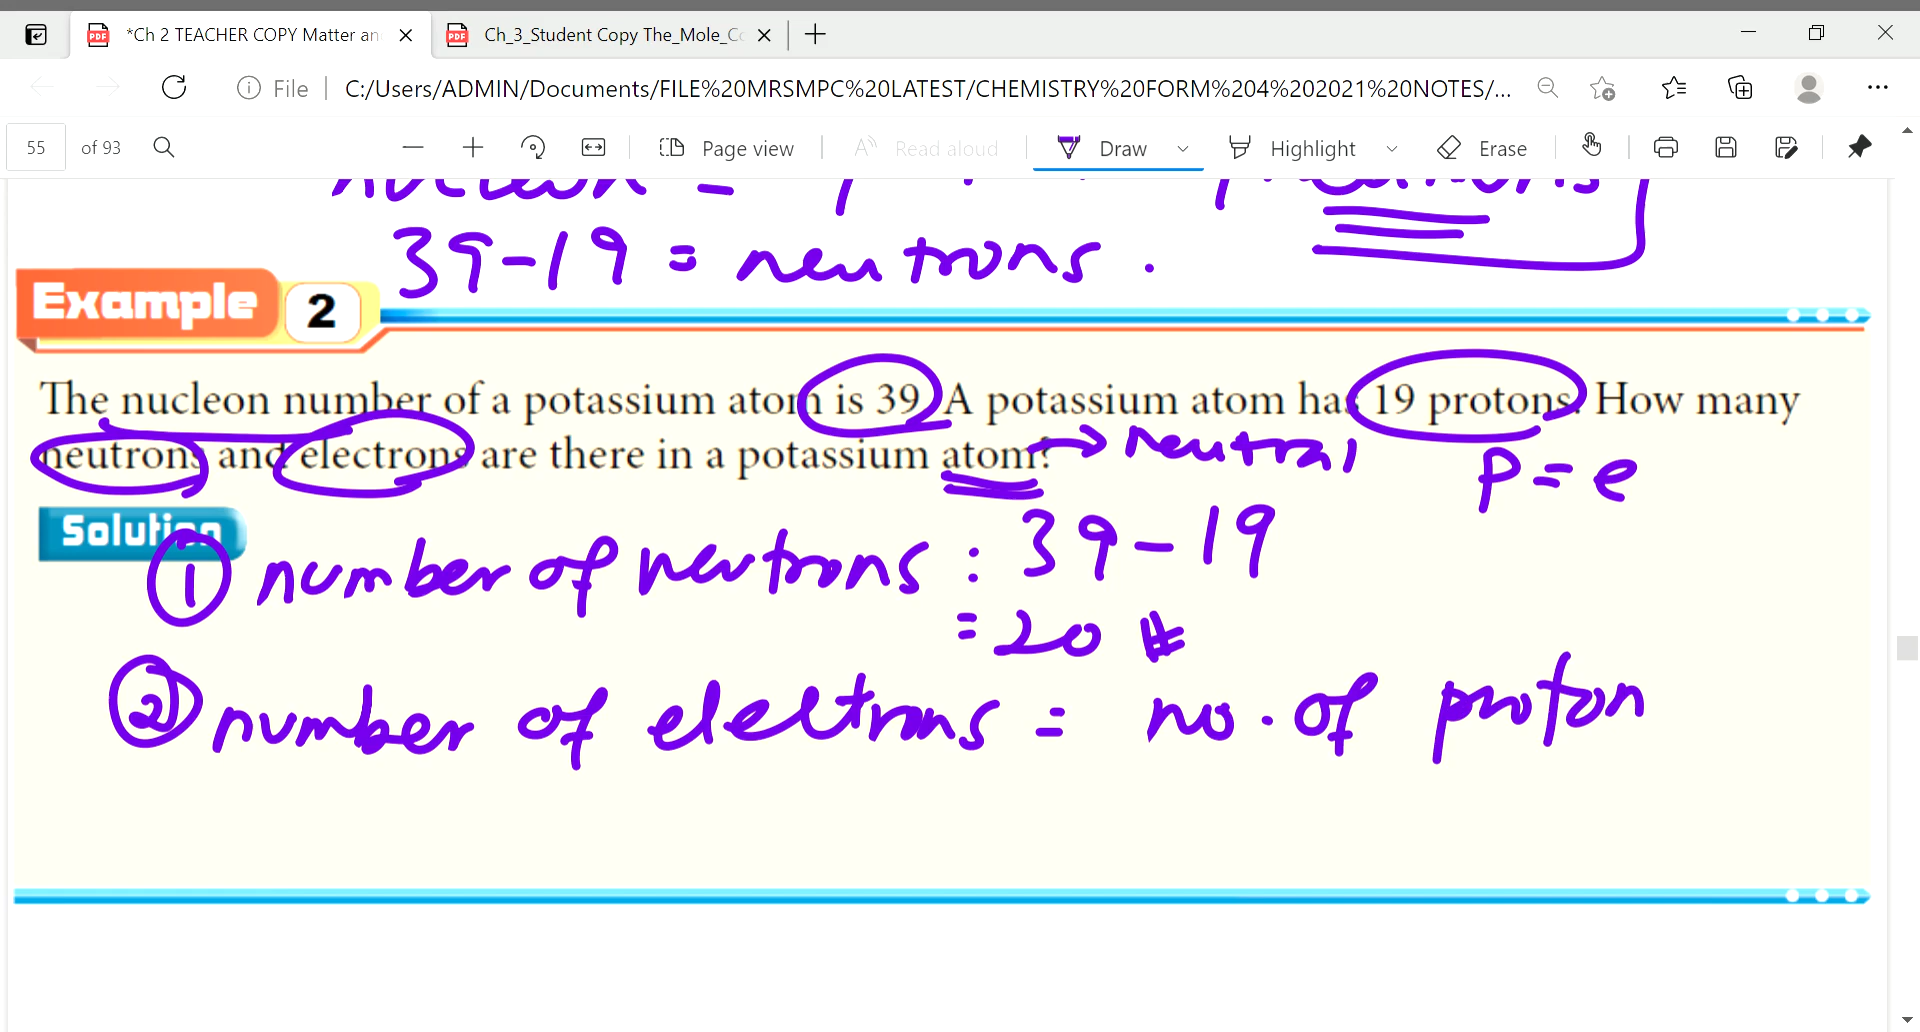 *Ch 2 TEACHER COPY Matter an
Ch_3_Student Copy The_Mole_Co
File
C:/Users/ADMIN/Documents/FILE%20MRSMPC%20LATEST/CHEMISTRY%20FORM%204%202021%20NOTES/...
55 of 93
Page view
Read aloud
Draw
Highlight
Erase
39-19 = neutrons .
Example 2
The nucleon number of a potassium atom is 39. A potassium atom has 19 protons. How many
neutrons and electrons are there in a potassium atom?
→ neutral
P = e
Solution
① number of neutrons : 39-19
= 20 #
② number of electrons = no. of proton